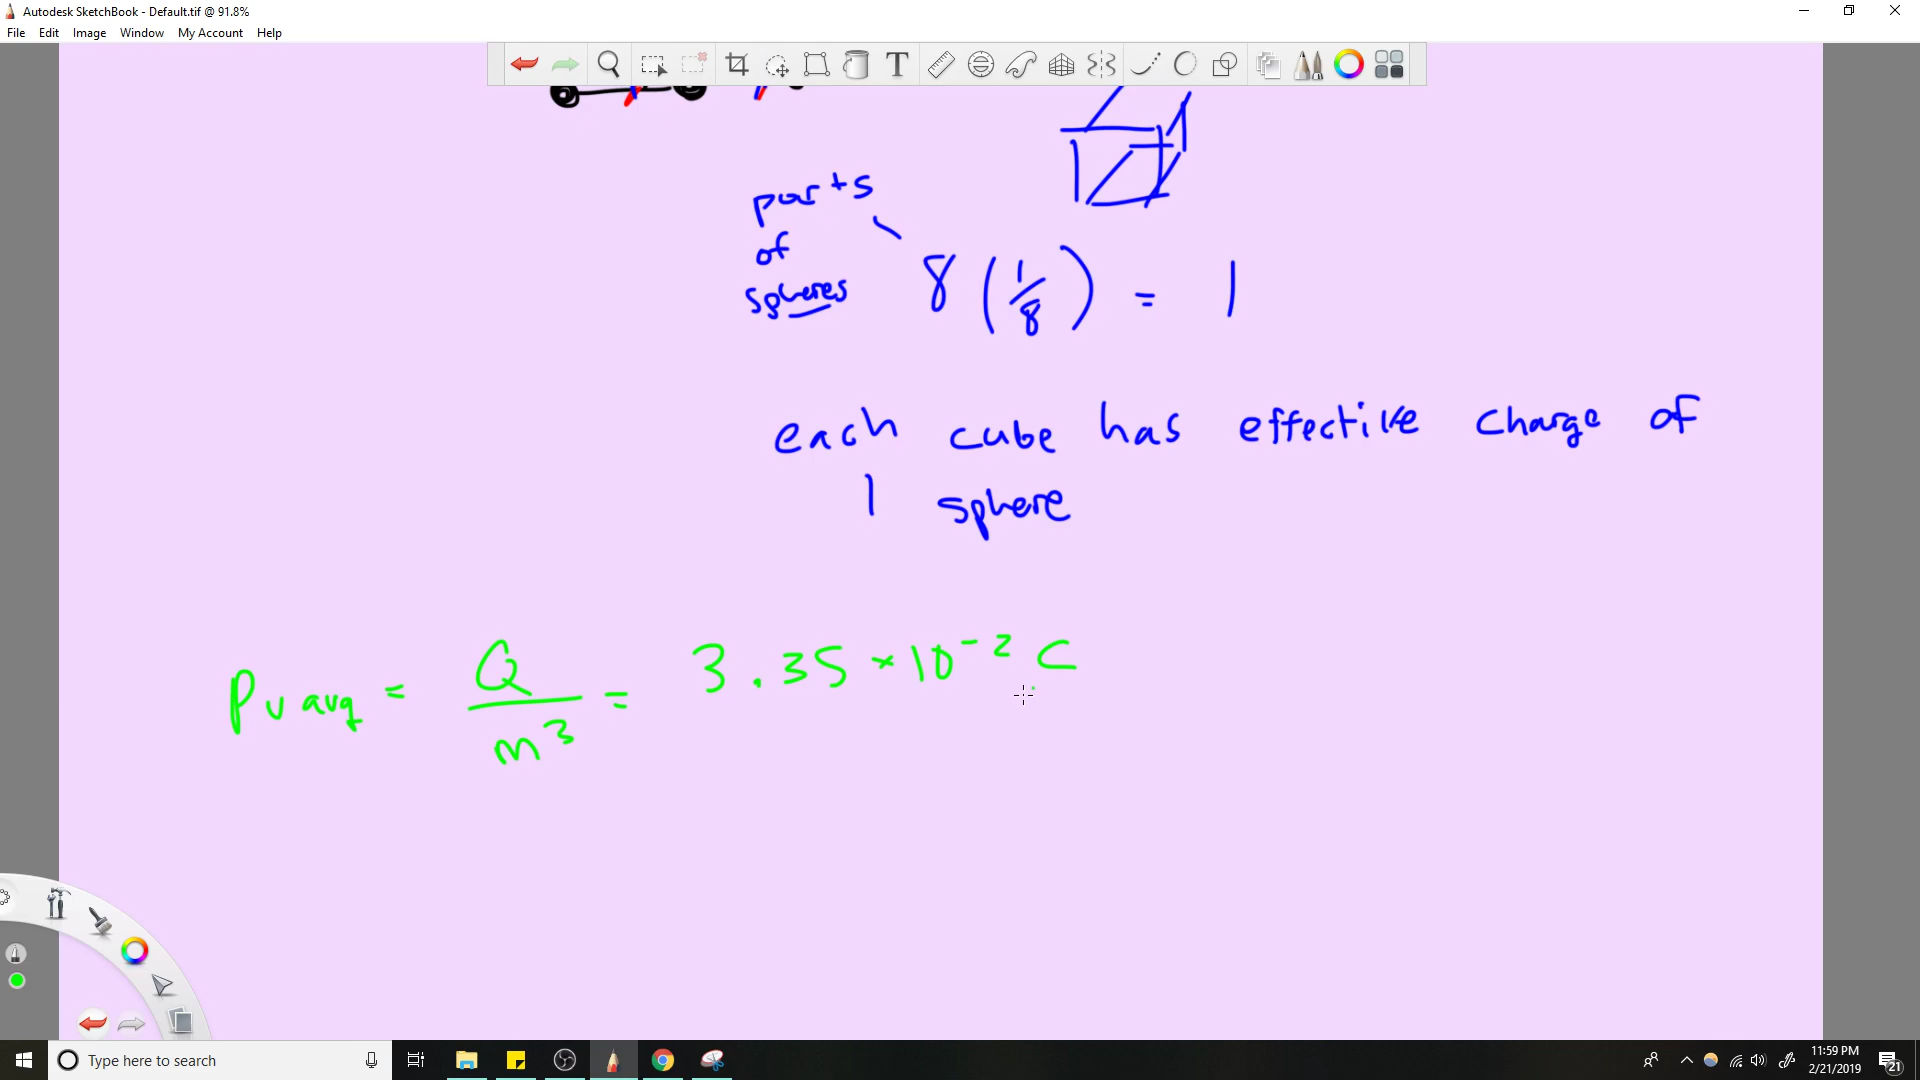 Autodesk SketchBook - Default.tif @ 91.8%
File Edit Image Window My Account Help
parts
of
spheres
8 (1/8) = 1
each cube has effective charge of
1 sphere
ρv avg = Q/m³ = 3.35 × 10⁻² C
Type here to search
11:59 PM
2/21/2019
21